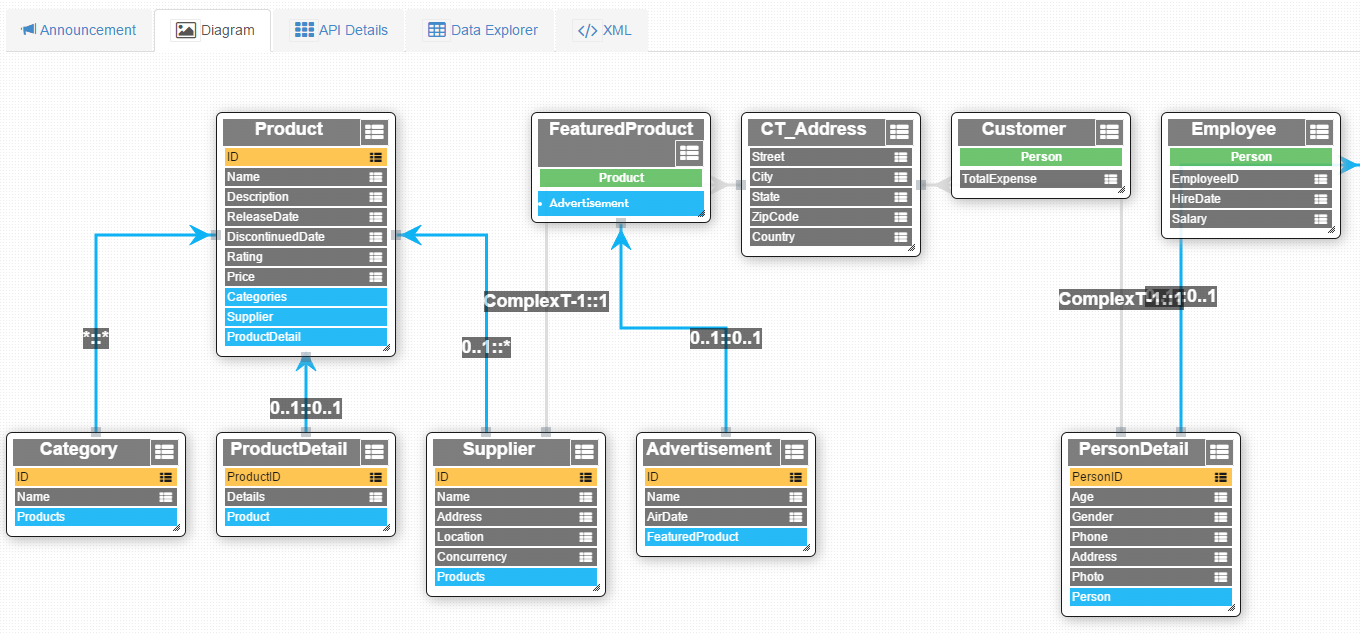 Announcement
Diagram
API Details
Data Explorer
XML
Product
ID
Name
Description
ReleaseDate
DiscontinuedDate
Rating
Price
Categories
Supplier
ProductDetail
FeaturedProduct
Product
Advertisement
CT_Address
Street
City
State
ZipCode
Country
Customer
Person
TotalExpense
Employee
Person
EmployeeID
HireDate
Salary
*::*
0..1::0..1
0..1::*
ComplexT-1::1
0..1::0..1
ComplexT-1::1
0..1
Category
ID
Name
Products
ProductDetail
ProductID
Details
Product
Supplier
ID
Name
Address
Location
Concurrency
Products
Advertisement
ID
Name
AirDate
FeaturedProduct
PersonDetail
PersonID
Age
Gender
Phone
Address
Photo
Person